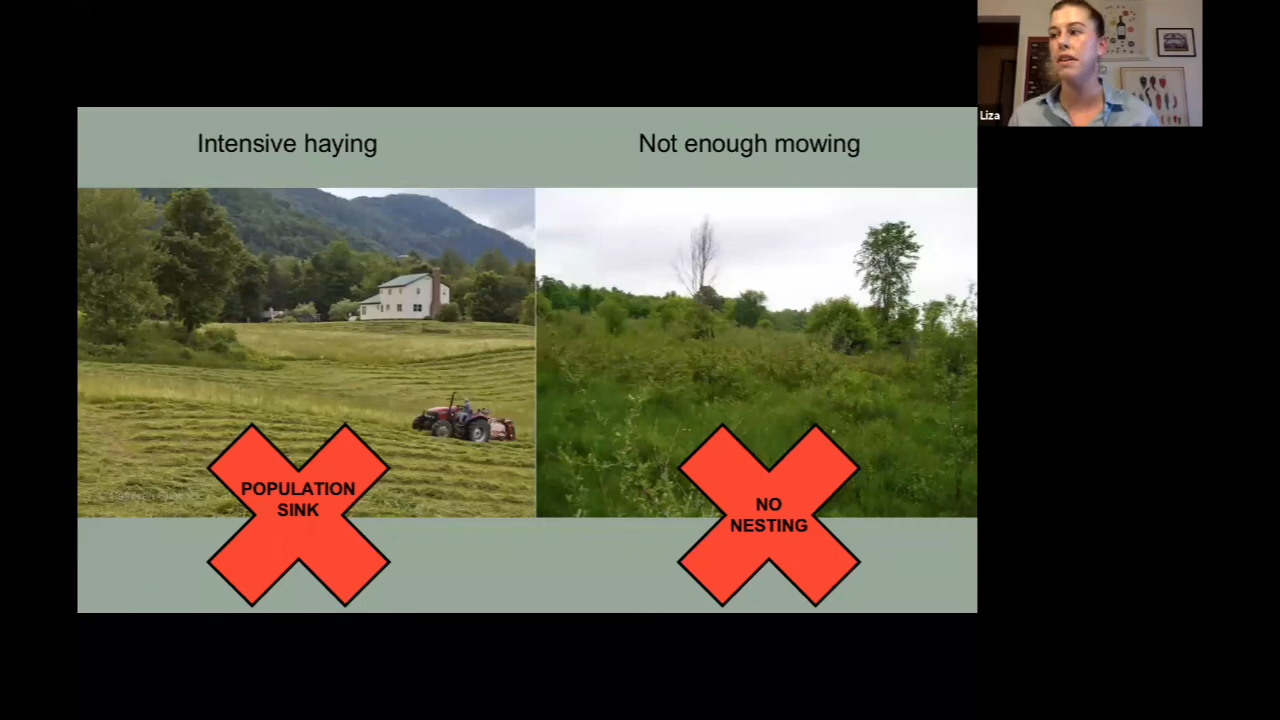 Intensive haying
Not enough mowing
POPULATION
SINK
NO
NESTING
Liza